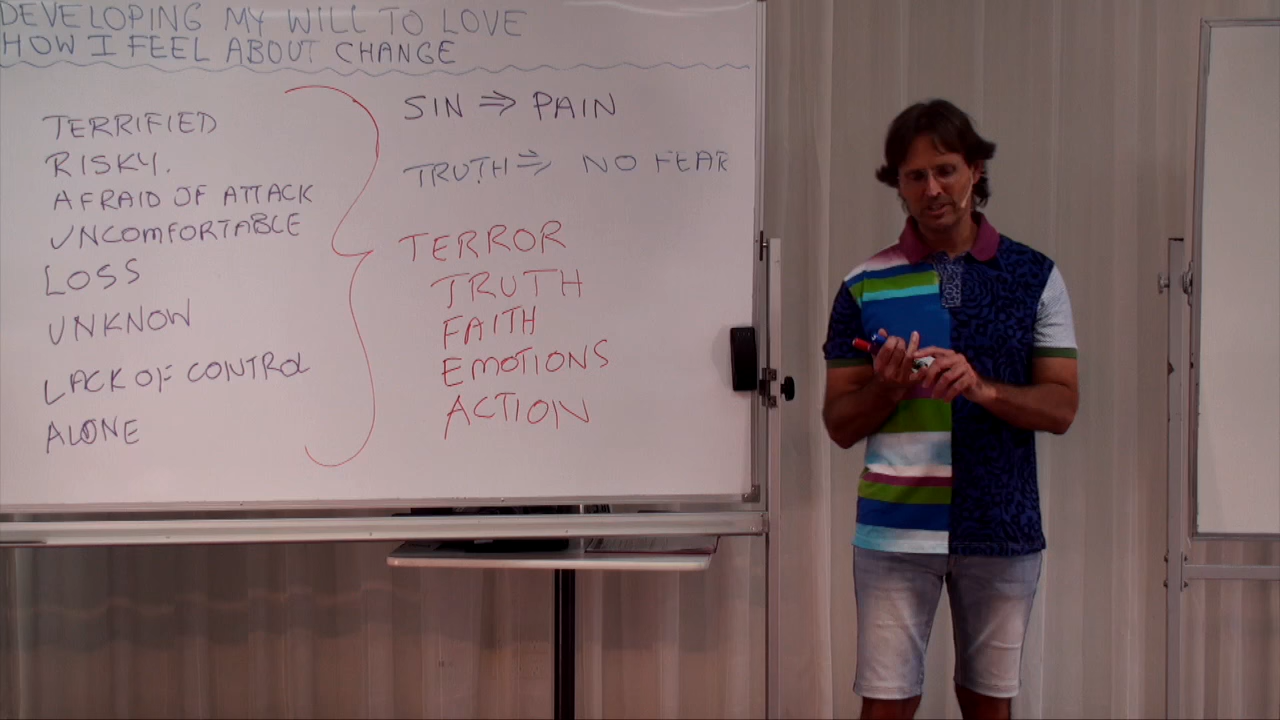 DEVELOPING MY WILL TO LOVE
HOW I FEEL ABOUT CHANGE
TERRIFIED
RISKY.
AFRAID OF ATTACK
UNCOMFORTABLE
LOSS
UNKNOW
LACK OF CONTROL
ALONE
SIN ⇒ PAIN
TRUTH ⇒ NO FEAR
TERROR
TRUTH
FAITH
EMOTIONS
ACTION